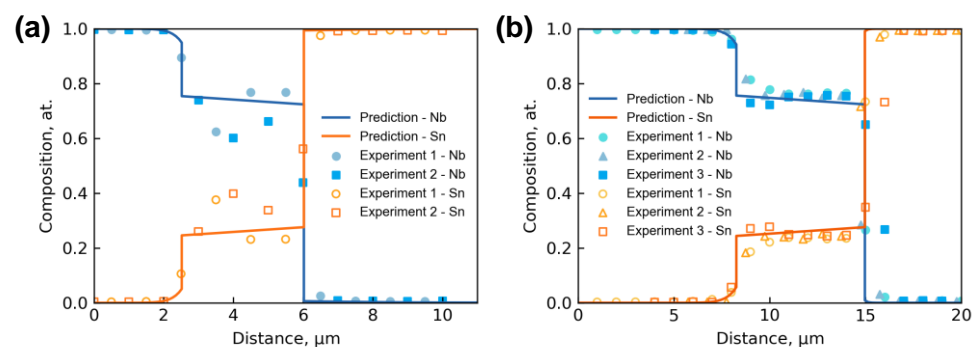 (a)
1.0
0.8
0.6
0.4
0.2
0.0
Composition, at.
0
2
4
6
8
10
Distance, μm
Prediction - Nb
Prediction - Sn
Experiment 1 - Nb
Experiment 2 - Nb
Experiment 1 - Sn
Experiment 2 - Sn
(b)
1.0
0.8
0.6
0.4
0.2
0.0
Composition, at.
0
5
10
15
20
Distance, μm
Prediction - Nb
Prediction - Sn
Experiment 1 - Nb
Experiment 2 - Nb
Experiment 3 - Nb
Experiment 1 - Sn
Experiment 2 - Sn
Experiment 3 - Sn